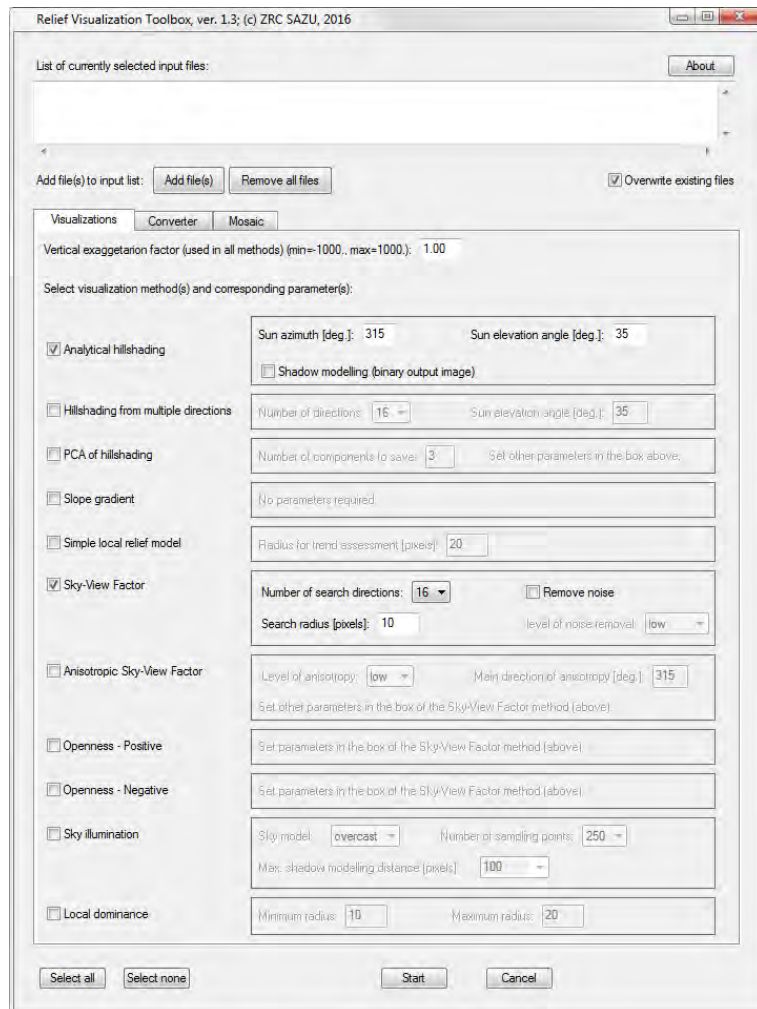 Relief Visualization Toolbox, ver. 1.3; (c) ZRC SAZU, 2016
List of currently selected input files:
About
Add file(s) to input list: Add file(s) Remove all files Overwrite existing files
Visualizations Converter Mosaic
Vertical exaggetarion factor (used in all methods) (min=-1000., max=1000.): 1.00
Select visualization method(s) and corresponding parameter(s):
Analytical hillshading
Sun azimuth [deg.]: 315 Sun elevation angle [deg.]: 35
Shadow modelling (binary output image)
Hillshading from multiple directions Number of directions: 16 Sun elevation angle [deg.]: 35
PCA of hillshading Number of components to save: 3 Set other parameters in the box above.
Slope gradient No parameters required.
Simple local relief model Radius for trend assessment [pixels]: 20
Sky-View Factor
Number of search directions: 16 Remove noise
Search radius [pixels]: 10 level of noise removal: low
Anisotropic Sky-View Factor
Level of anisotropy: low Main direction of anisotropy [deg.]: 315
Set other parameters in the box of the Sky-View Factor method (above)
Openness - Positive Set parameters in the box of the Sky-View Factor method (above)
Openness - Negative Set parameters in the box of the Sky-View Factor method (above)
Sky illumination
Sky model: overcast Number of sampling points: 250
Max. shadow modelling distance [pixels]: 100
Local dominance Minimum radius: 10 Maximum radius: 20
Select all Select none Start Cancel